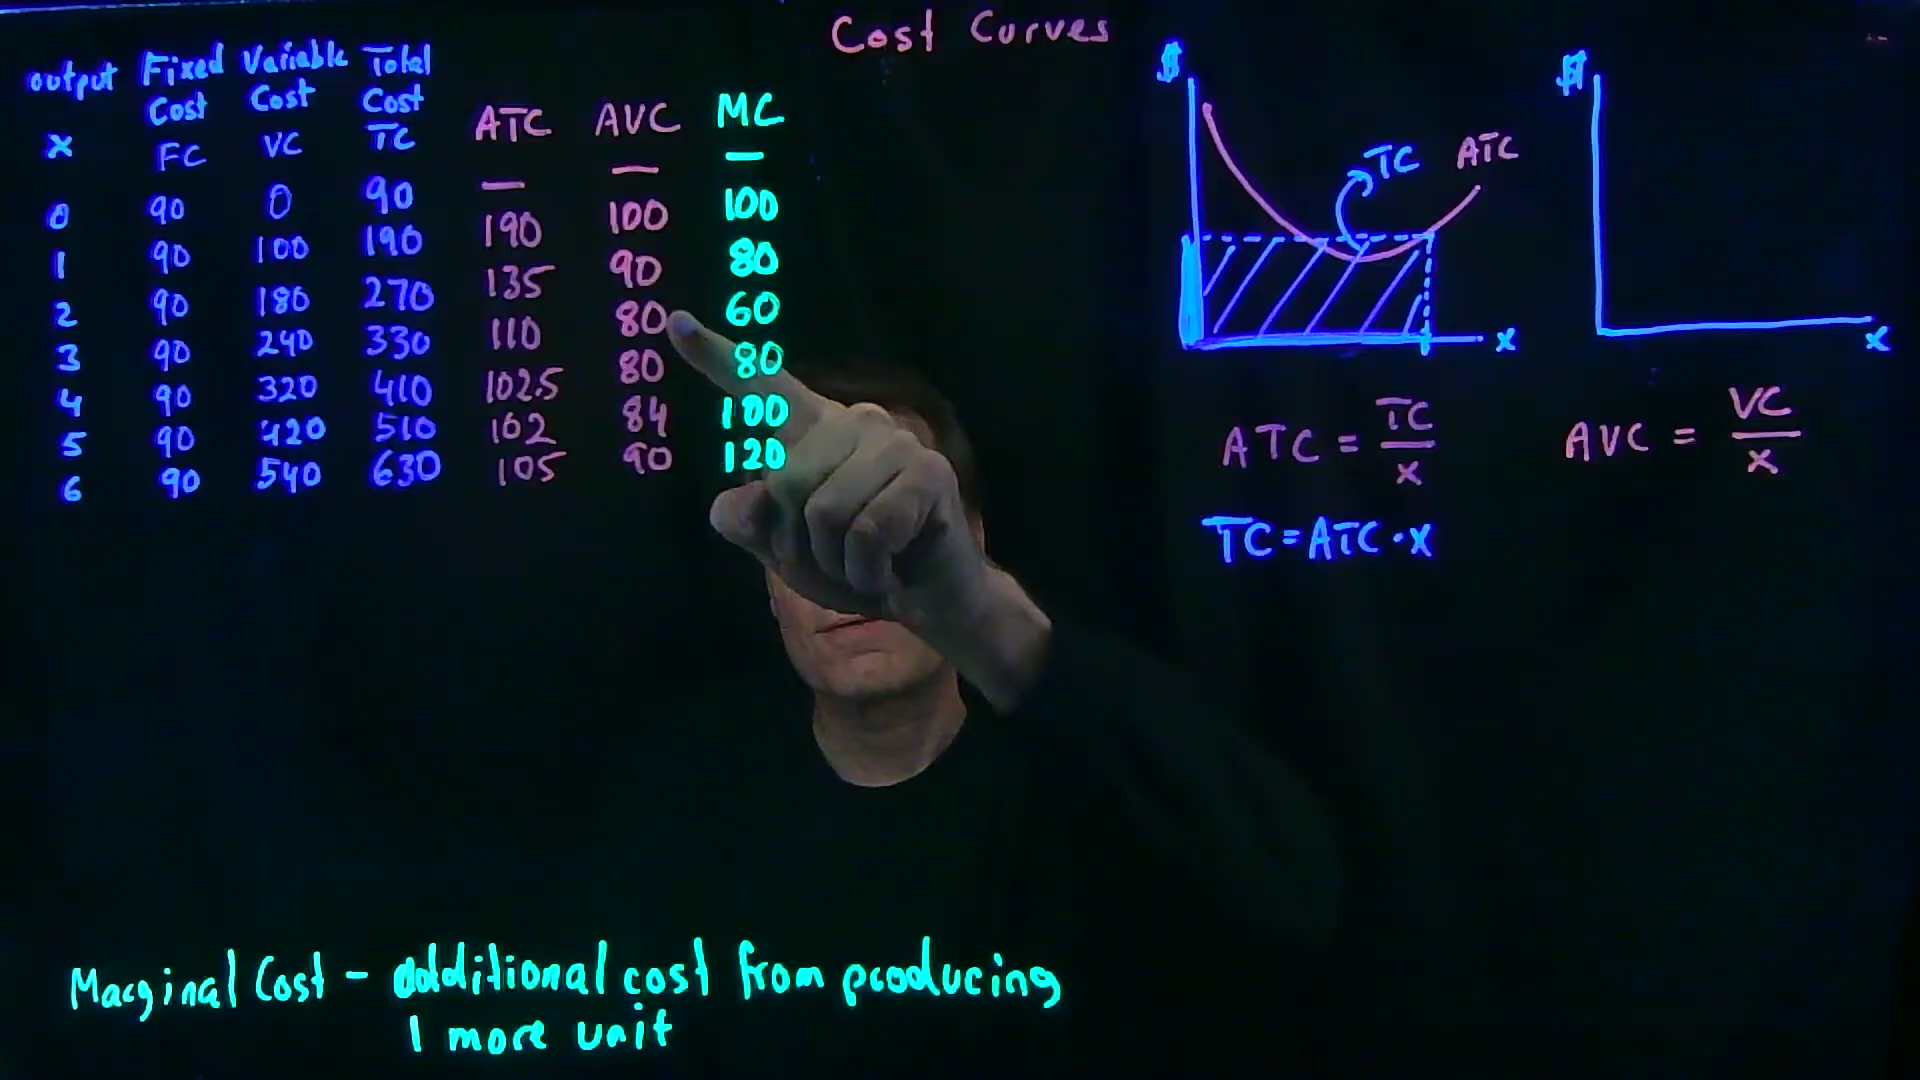 Cost Curves
output Fixed Cost Variable Cost Total Cost
x FC VC TC ATC AVC MC
0 90 0 90 — — —
1 90 100 190 190 100 100
2 90 180 270 135 90 80
3 90 240 330 110 80 60
4 90 320 410 102.5 80 80
5 90 420 510 102 84 100
6 90 540 630 105 90 120
$ TC ATC x
$ x
ATC = TC/x
AVC = VC/x
TC = ATC · x
Marginal Cost - additional cost from producing
1 more unit